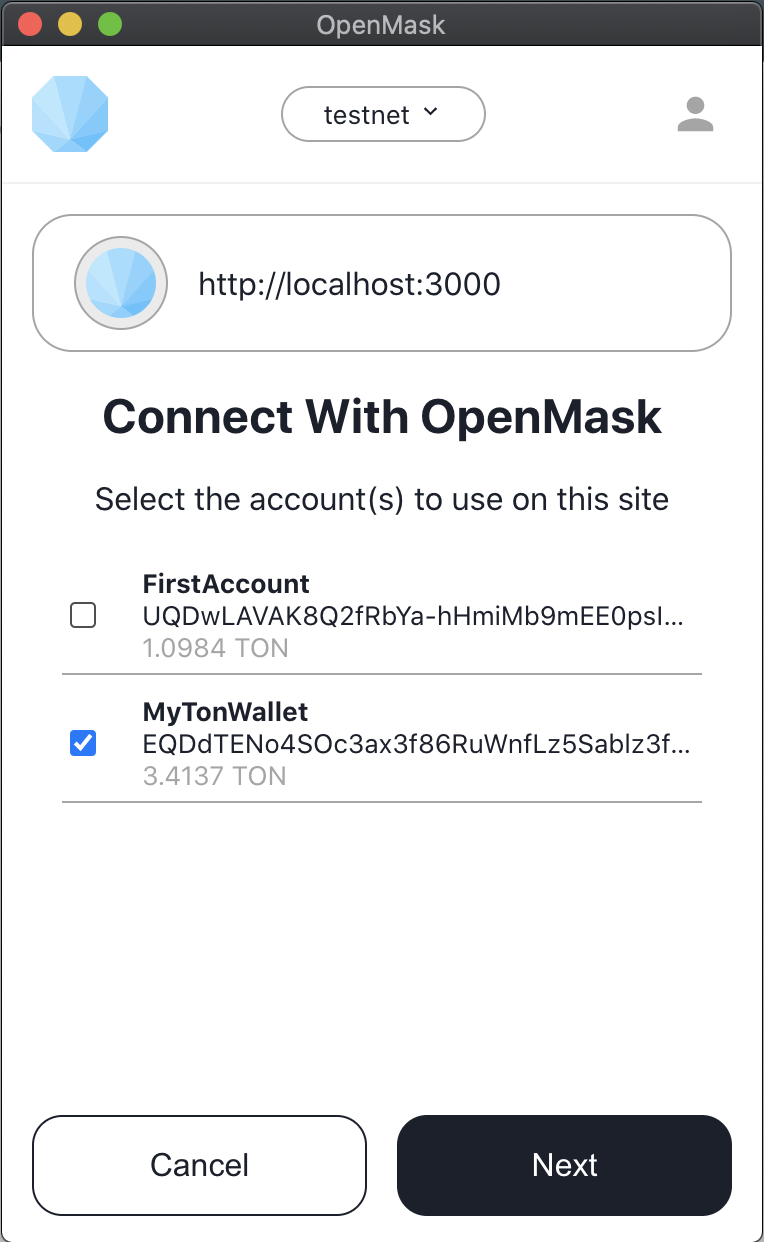 OpenMask
testnet
http://localhost:3000
Connect With OpenMask
Select the account(s) to use on this site
FirstAccount
UQDwLAVAK8Q2fRbYa-hHmiMb9mEE0psI...
1.0984 TON
MyTonWallet
EQDdTENo4SOc3ax3f86RuWnfLz5Sablz3f...
3.4137 TON
Cancel
Next